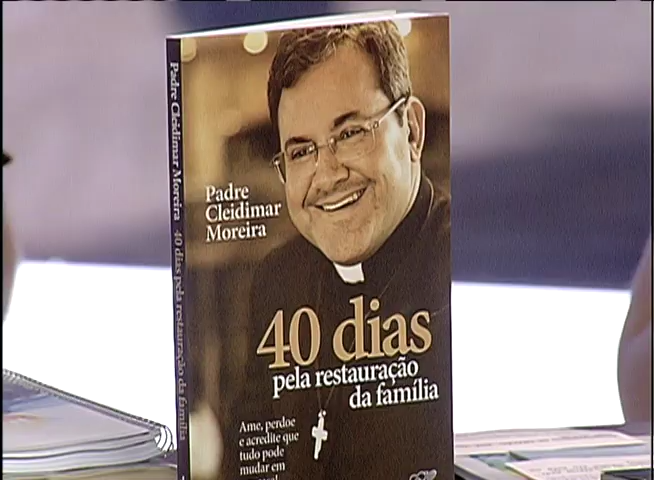 Padre Cleidimar Moreira 40 dias pela restauração da família
Padre
Cleidimar
Moreira
40 dias
pela restauração
da família
Ame, perdoe
e acredite que
tudo pode
mudar em